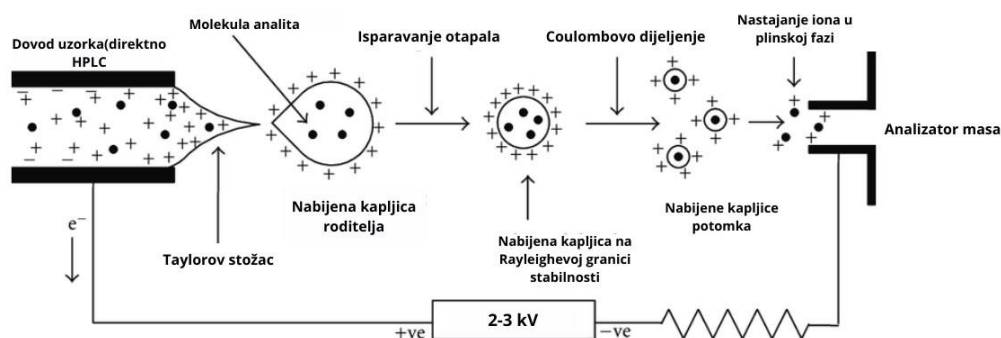 Molekula analita
Dovod uzorka(direktno
HPLC
Isparavanje otapala
Coulombovo dijeljenje
Nastajanje iona u
plinskoj fazi
Analizator masa
Nabijena kapljica
roditelja
Nabijene kapljice
potomka
e⁻
Taylorov stožac
Nabijena kapljica na
Rayleighevoj granici
stabilnosti
+ve
2-3 kV
−ve